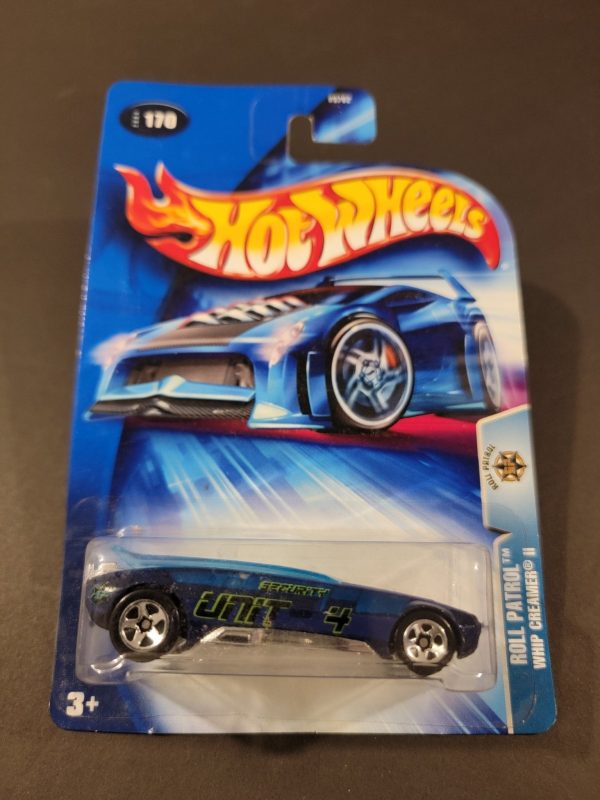 170
HOT WHEELS
ROLL PATROL
ROLL PATROL™
WHIP CREAMER® II
SECURITY
UNIT - 4
3+